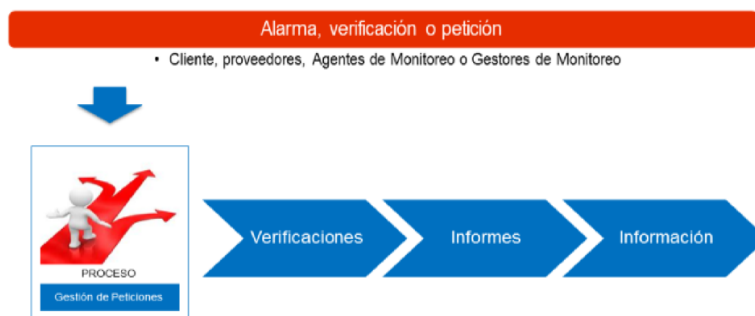 Alarma, verificación o petición
• Cliente, proveedores, Agentes de Monitoreo o Gestores de Monitoreo
Verificaciones
Informes
Información
PROCESO
Gestión de Peticiones